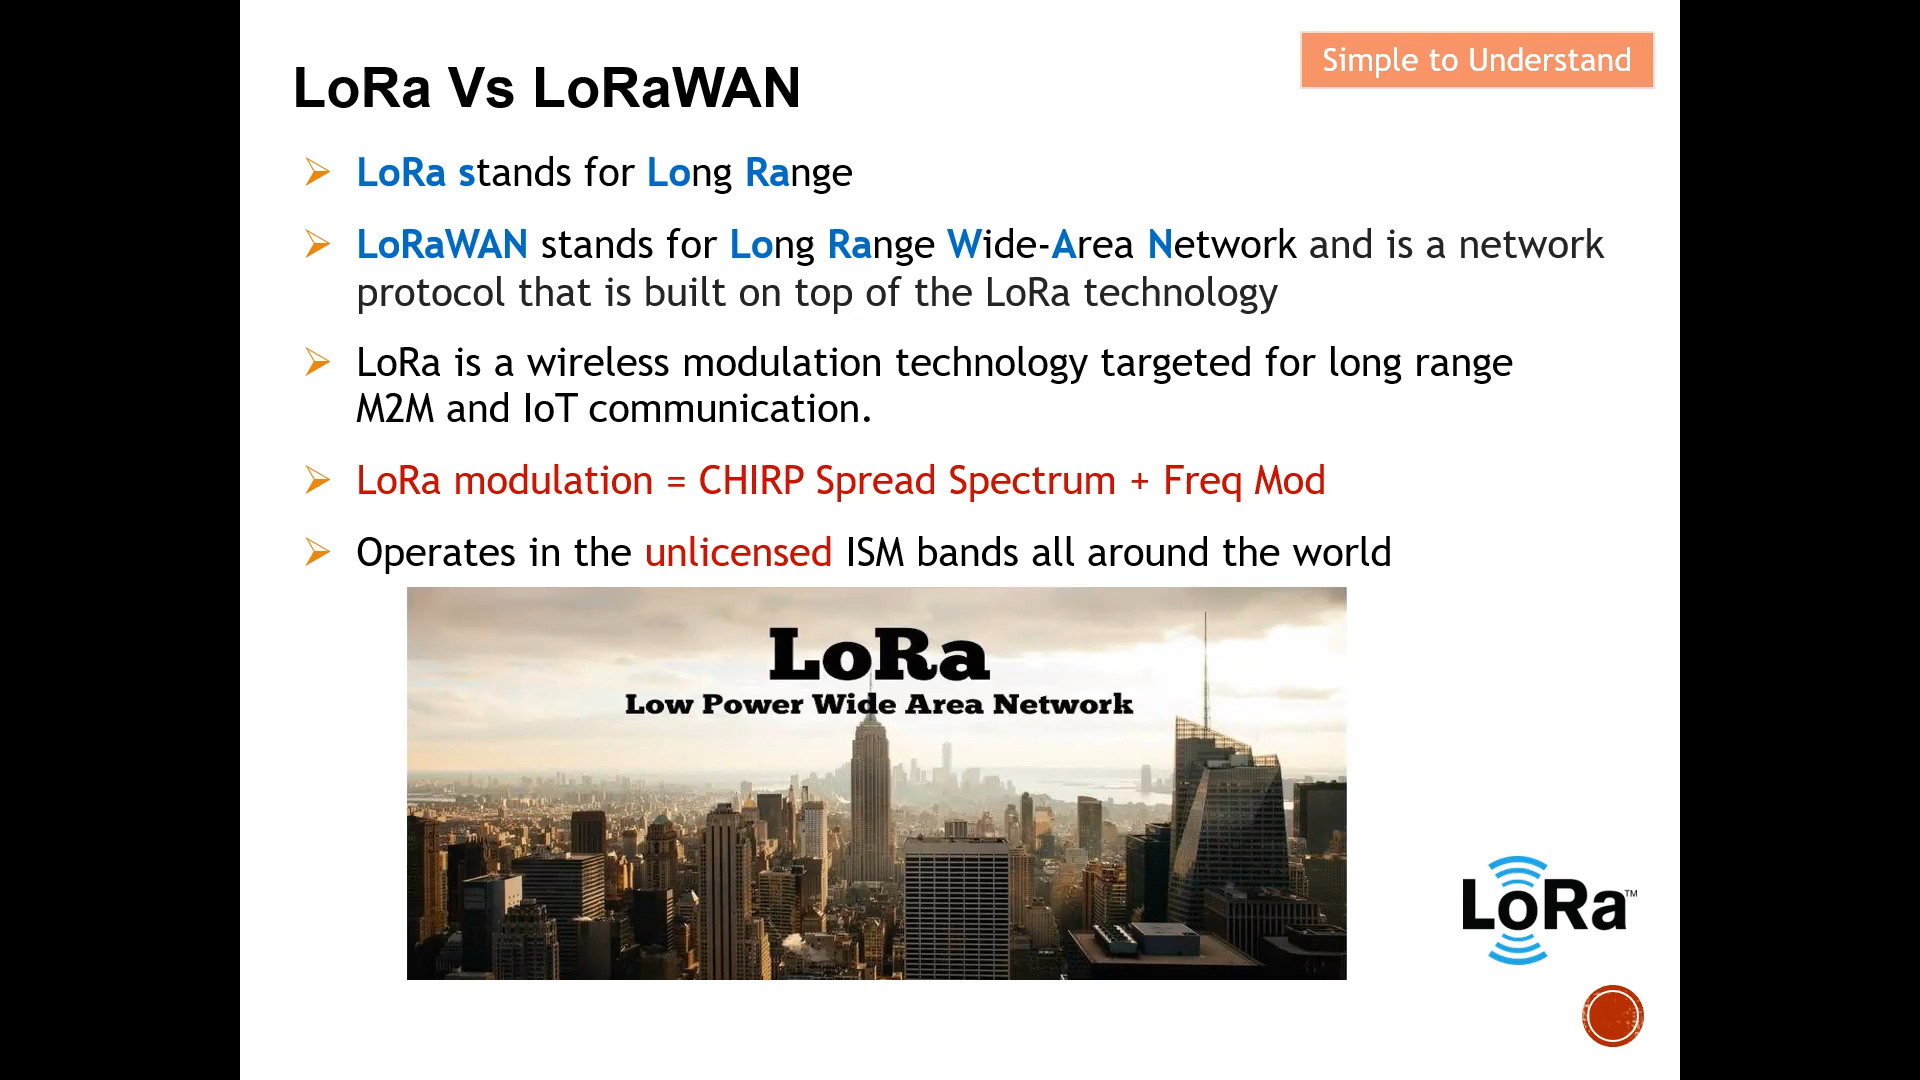 Simple to Understand
LoRa Vs LoRaWAN
LoRa stands for Long Range
LoRaWAN stands for Long Range Wide-Area Network and is a network
protocol that is built on top of the LoRa technology
LoRa is a wireless modulation technology targeted for long range
M2M and IoT communication.
LoRa modulation = CHIRP Spread Spectrum + Freq Mod
Operates in the unlicensed ISM bands all around the world
LoRa
Low Power Wide Area Network
LoRa™